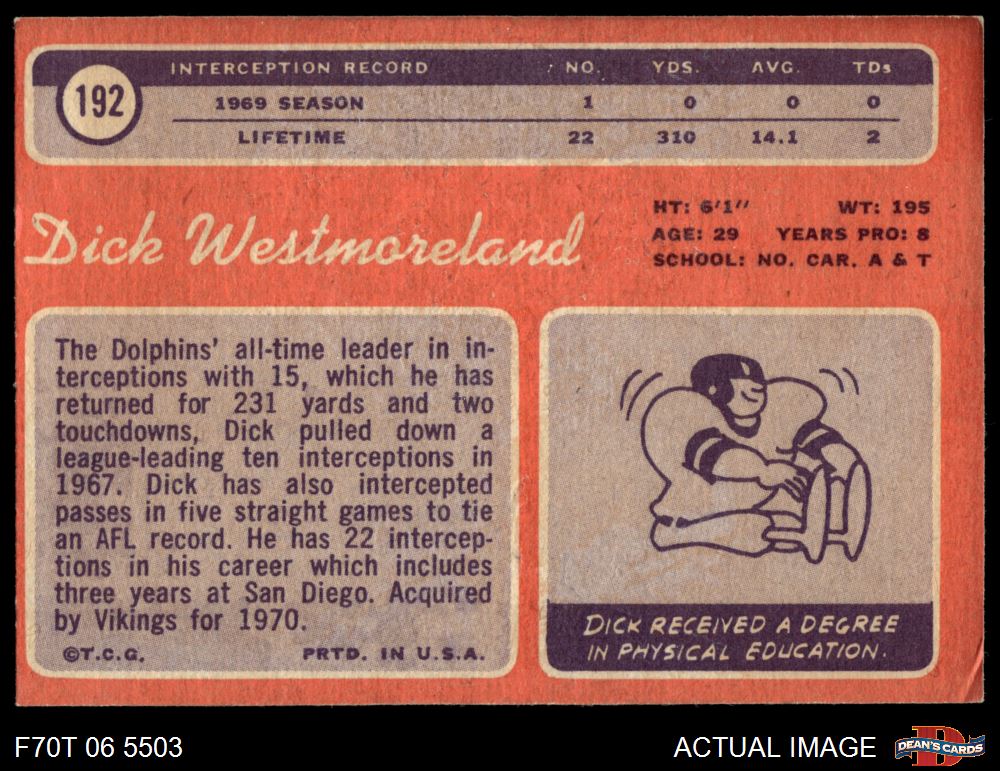 192
INTERCEPTION RECORD NO. YDS. AVG. TDs
1969 SEASON 1 0 0 0
LIFETIME 22 310 14.1 2
Dick Westmoreland
HT: 6'1" WT: 195
AGE: 29 YEARS PRO: 8
SCHOOL: NO. CAR. A & T
The Dolphins' all-time leader in in-
terceptions with 15, which he has
returned for 231 yards and two
touchdowns, Dick pulled down a
league-leading ten interceptions in
1967. Dick has also intercepted
passes in five straight games to tie
an AFL record. He has 22 intercep-
tions in his career which includes
three years at San Diego. Acquired
by Vikings for 1970.
©T.C.G. PRTD. IN U.S.A.
DICK RECEIVED A DEGREE
IN PHYSICAL EDUCATION.
F70T 06 5503
ACTUAL IMAGE
D
DEAN'S CARDS